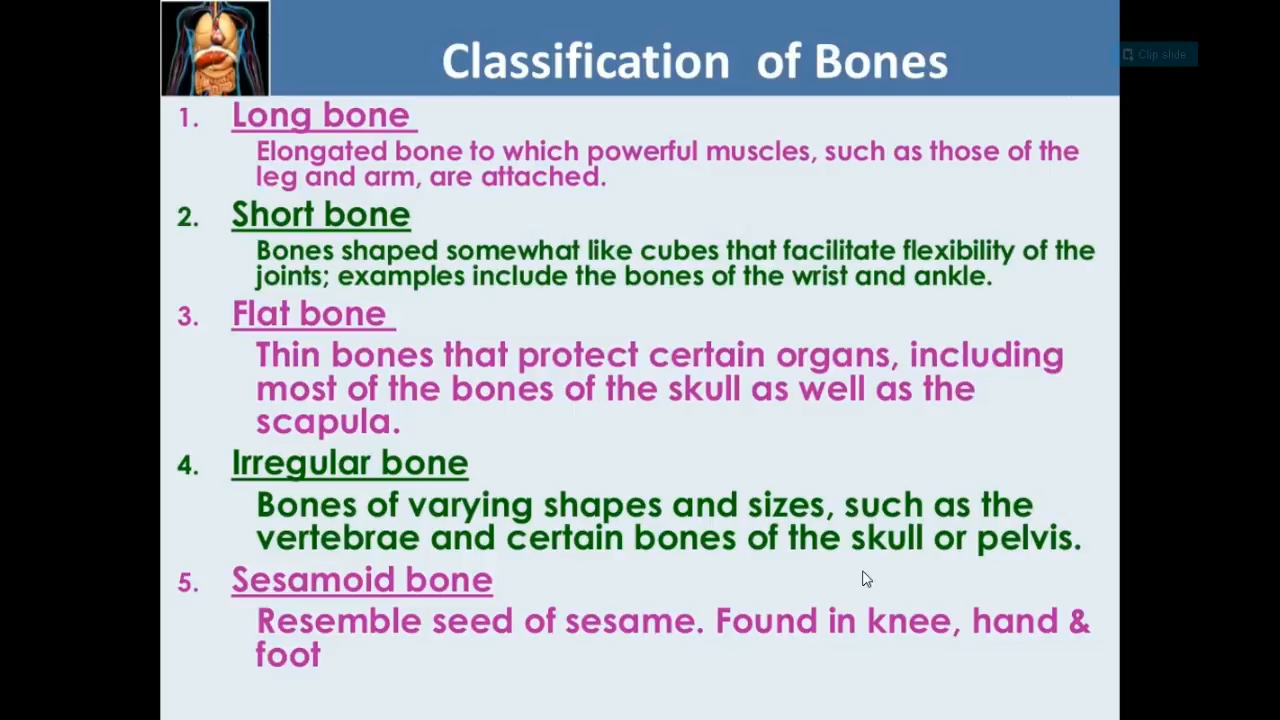 Classification of Bones
Clip slide
1. Long bone
Elongated bone to which powerful muscles, such as those of the
leg and arm, are attached.
2. Short bone
Bones shaped somewhat like cubes that facilitate flexibility of the
joints; examples include the bones of the wrist and ankle.
3. Flat bone
Thin bones that protect certain organs, including
most of the bones of the skull as well as the
scapula.
4. Irregular bone
Bones of varying shapes and sizes, such as the
vertebrae and certain bones of the skull or pelvis.
5. Sesamoid bone
Resemble seed of sesame. Found in knee, hand &
foot